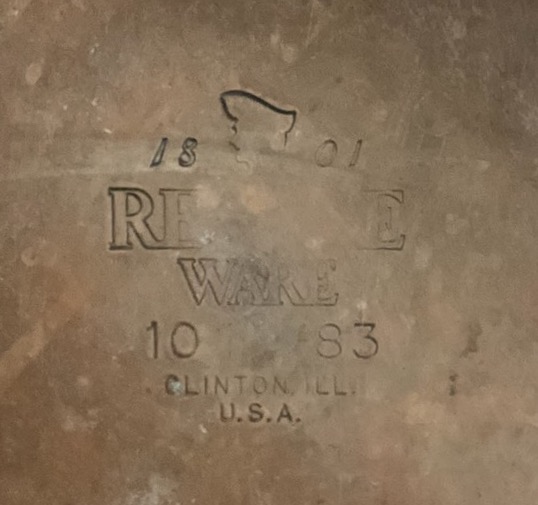 18 01
WARE
10 83
CLINTON, ILL.
U.S.A.